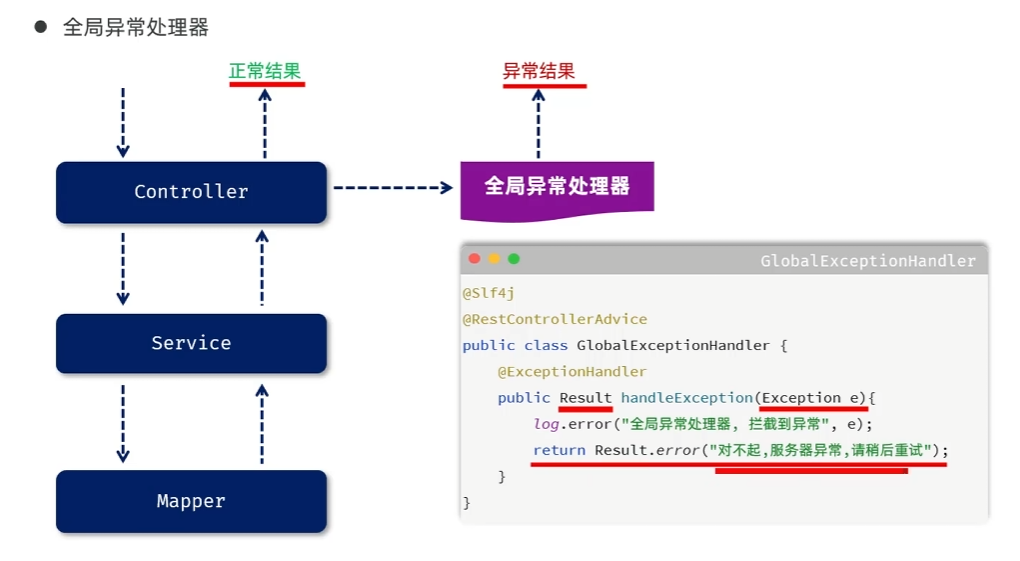 ● 全局异常处理器
正常结果
异常结果
Controller
全局异常处理器
Service
Mapper
GlobalExceptionHandler
@Slf4j
@RestControllerAdvice
public class GlobalExceptionHandler {
@ExceptionHandler
public Result handleException(Exception e){
log.error("全局异常处理器, 拦截到异常", e);
return Result.error("对不起,服务器异常,请稍后重试");
}
}